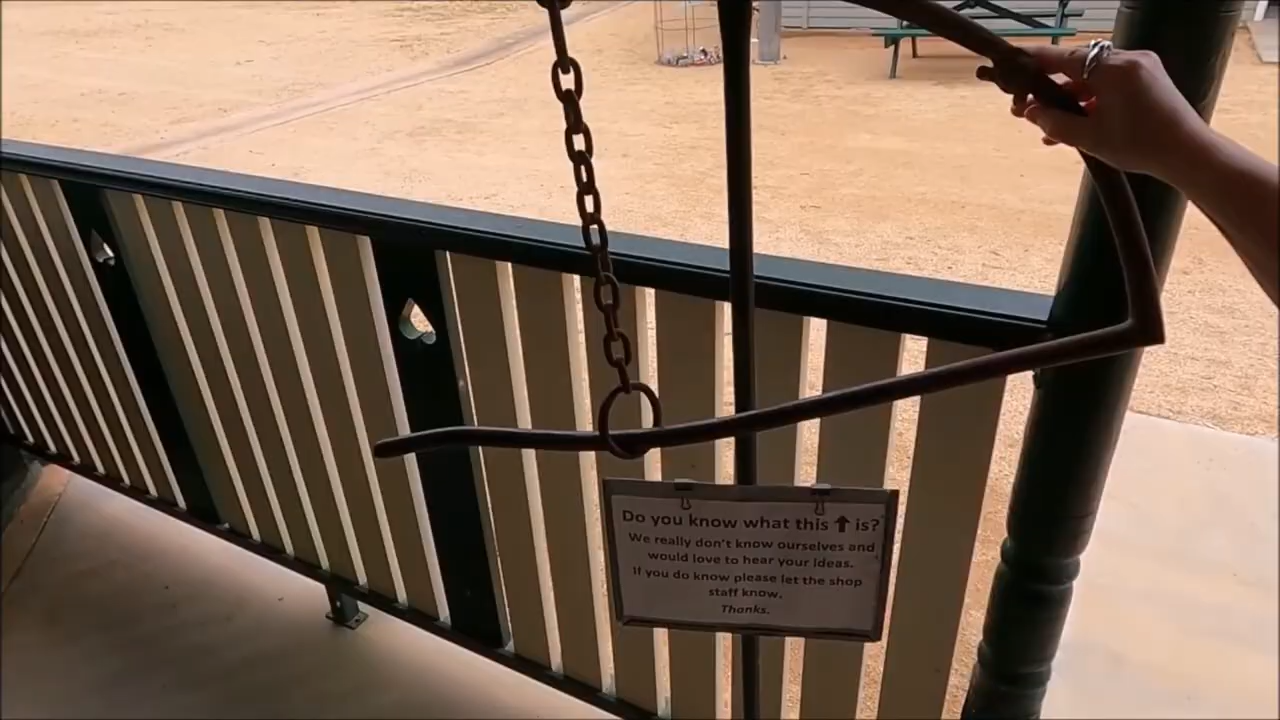 Do you know what this ↑ is?
We really don't know ourselves and
would love to hear your ideas.
If you do know please let the shop
staff know.
Thanks.